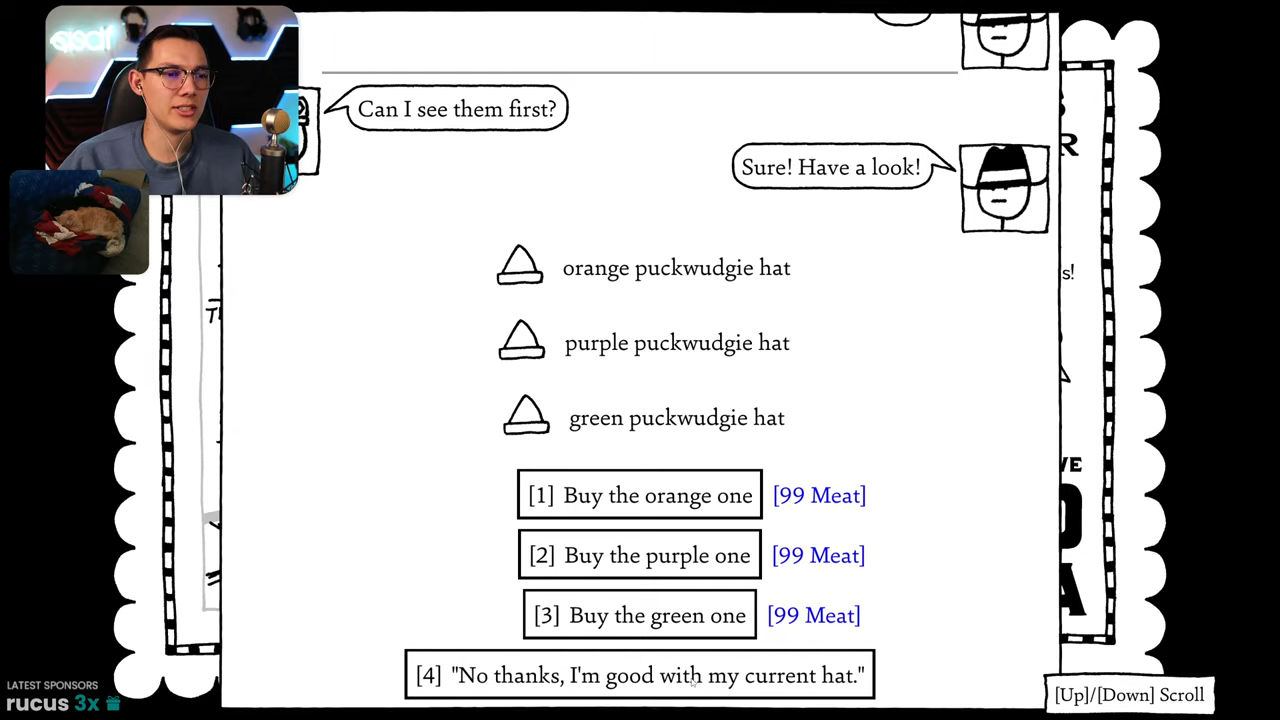 Can I see them first?
Sure! Have a look!
orange puckwudgie hat
purple puckwudgie hat
green puckwudgie hat
[1] Buy the orange one [99 Meat]
[2] Buy the purple one [99 Meat]
[3] Buy the green one [99 Meat]
[4] "No thanks, I'm good with my current hat."
[Up]/[Down] Scroll
LATEST SPONSORS
rucus 3x